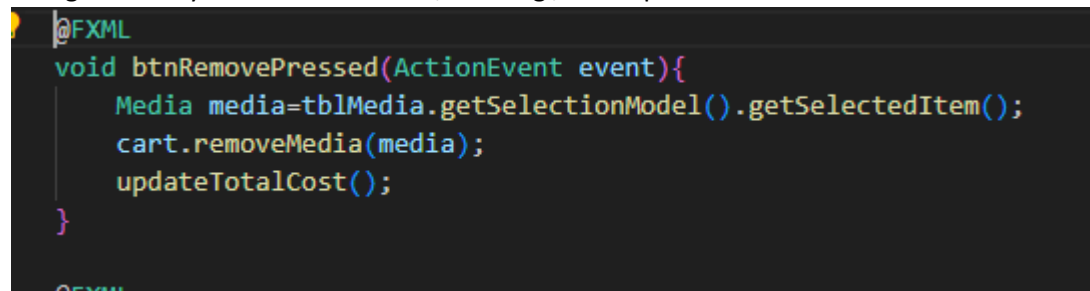 @FXML
void btnRemovePressed(ActionEvent event){
Media media=tblMedia.getSelectionModel().getSelectedItem();
cart.removeMedia(media);
updateTotalCost();
}